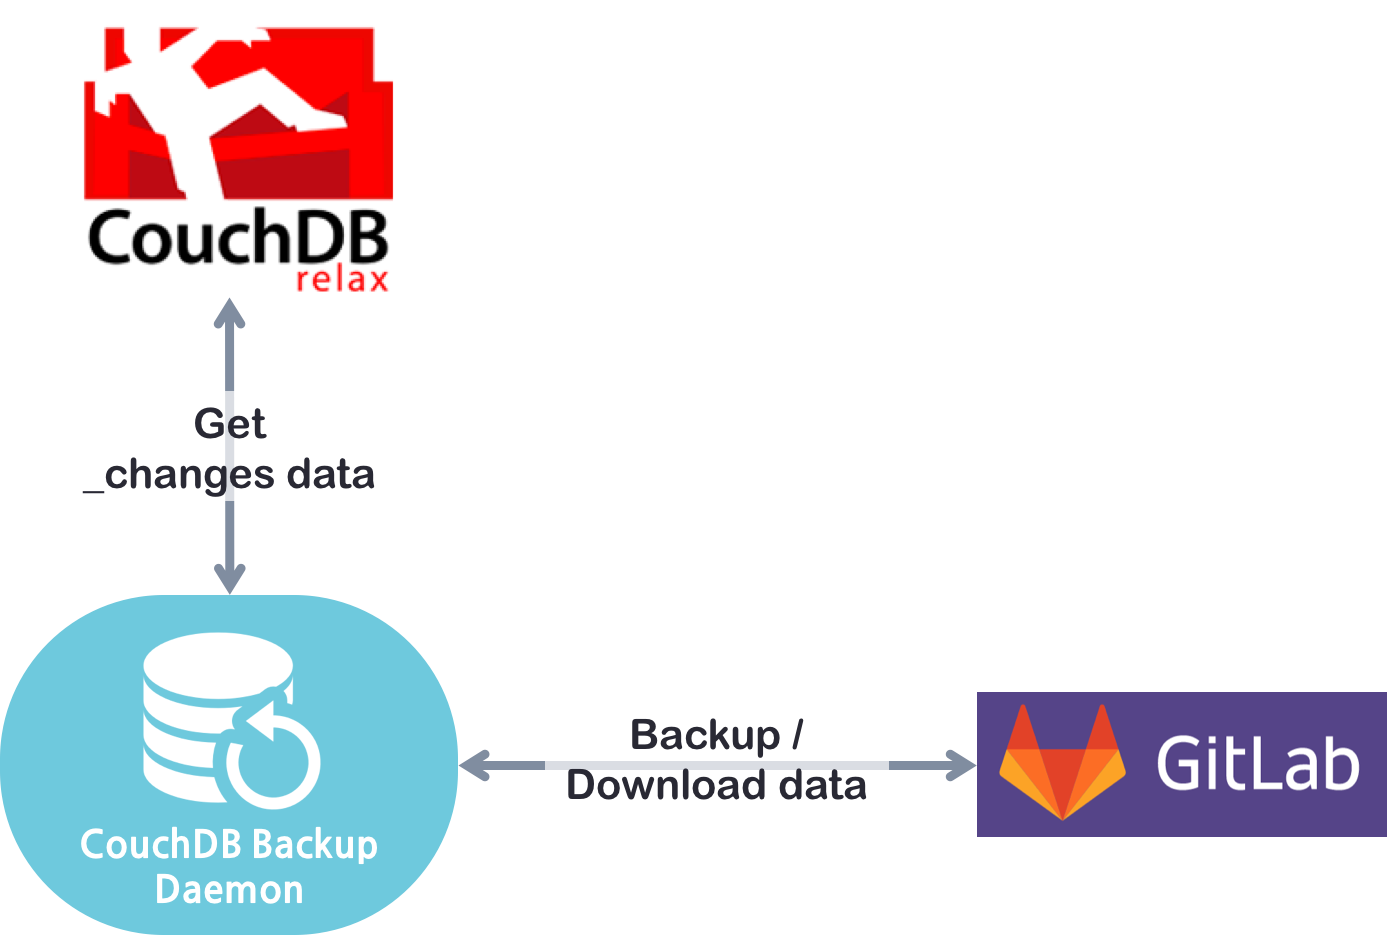 CouchDB
relax
Get
_changes data
CouchDB Backup
Daemon
Backup /
Download data
GitLab